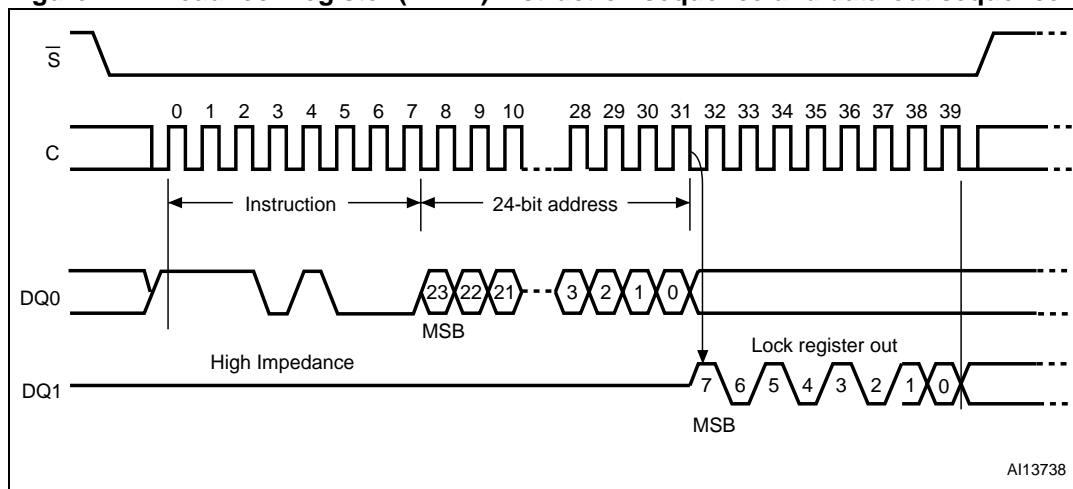 S
0 1 2 3 4 5 6 7 8 9 10 28 29 30 31 32 33 34 35 36 37 38 39
C
Instruction 24-bit address
DQ0 23 22 21 3 2 1 0
MSB
High Impedance Lock register out
DQ1 7 6 5 4 3 2 1 0
MSB
AI13738